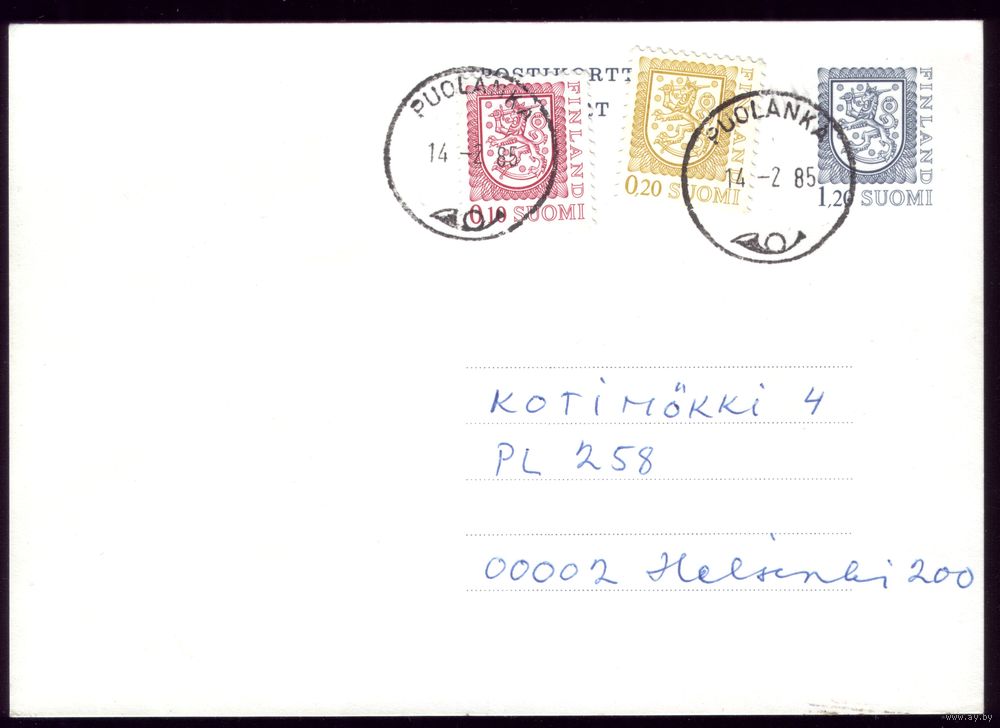 POSTIKORTT
RT
PUOLANKA
14 -2 85
FINLAND
0,10 SUOMI
FINLAND
0,20 SUOMI
PUOLANKA
14 -2 85
FINLAND
1,20 SUOMI
KOTIMÖKKI 4
PL 258
00002 Helsinki 200
www.ay.by